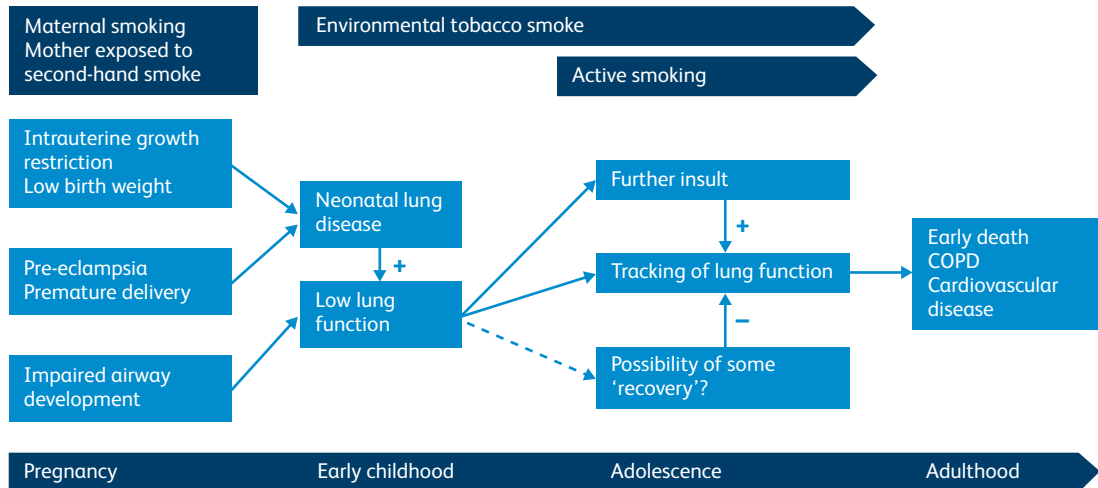 Maternal smoking
Mother exposed to
second-hand smoke
Environmental tobacco smoke
Active smoking
Intrauterine growth
restriction
Low birth weight
Pre-eclampsia
Premature delivery
Impaired airway
development
Neonatal lung
disease
+
Low lung
function
Further insult
+
Tracking of lung function
–
Possibility of some
‘recovery’?
Early death
COPD
Cardiovascular
disease
Pregnancy
Early childhood
Adolescence
Adulthood